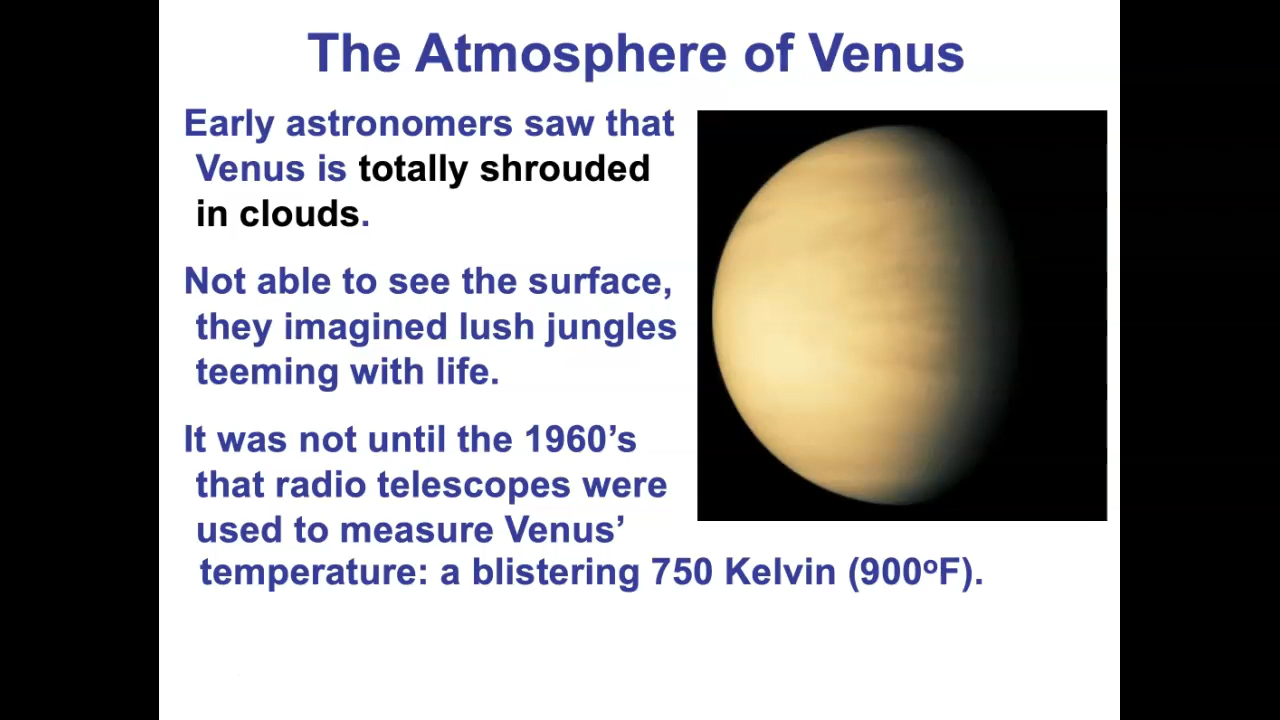 The Atmosphere of Venus
Early astronomers saw that
Venus is totally shrouded
in clouds.
Not able to see the surface,
they imagined lush jungles
teeming with life.
It was not until the 1960’s
that radio telescopes were
used to measure Venus’
temperature: a blistering 750 Kelvin (900ºF).